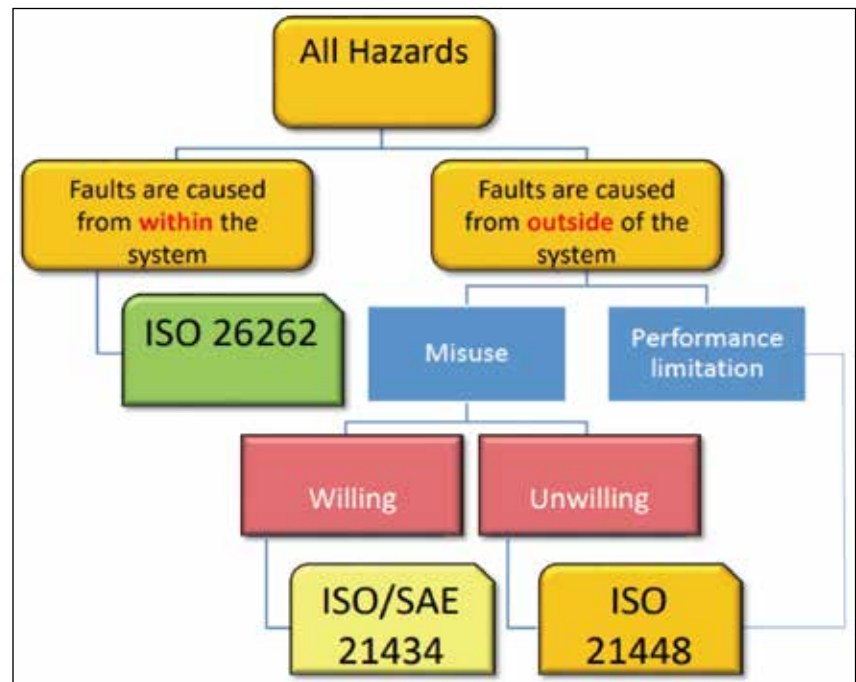 All Hazards
Faults are caused
from within the
system
Faults are caused
from outside of the
system
ISO 26262
Misuse
Performance
limitation
Willing
Unwilling
ISO/SAE
21434
ISO
21448